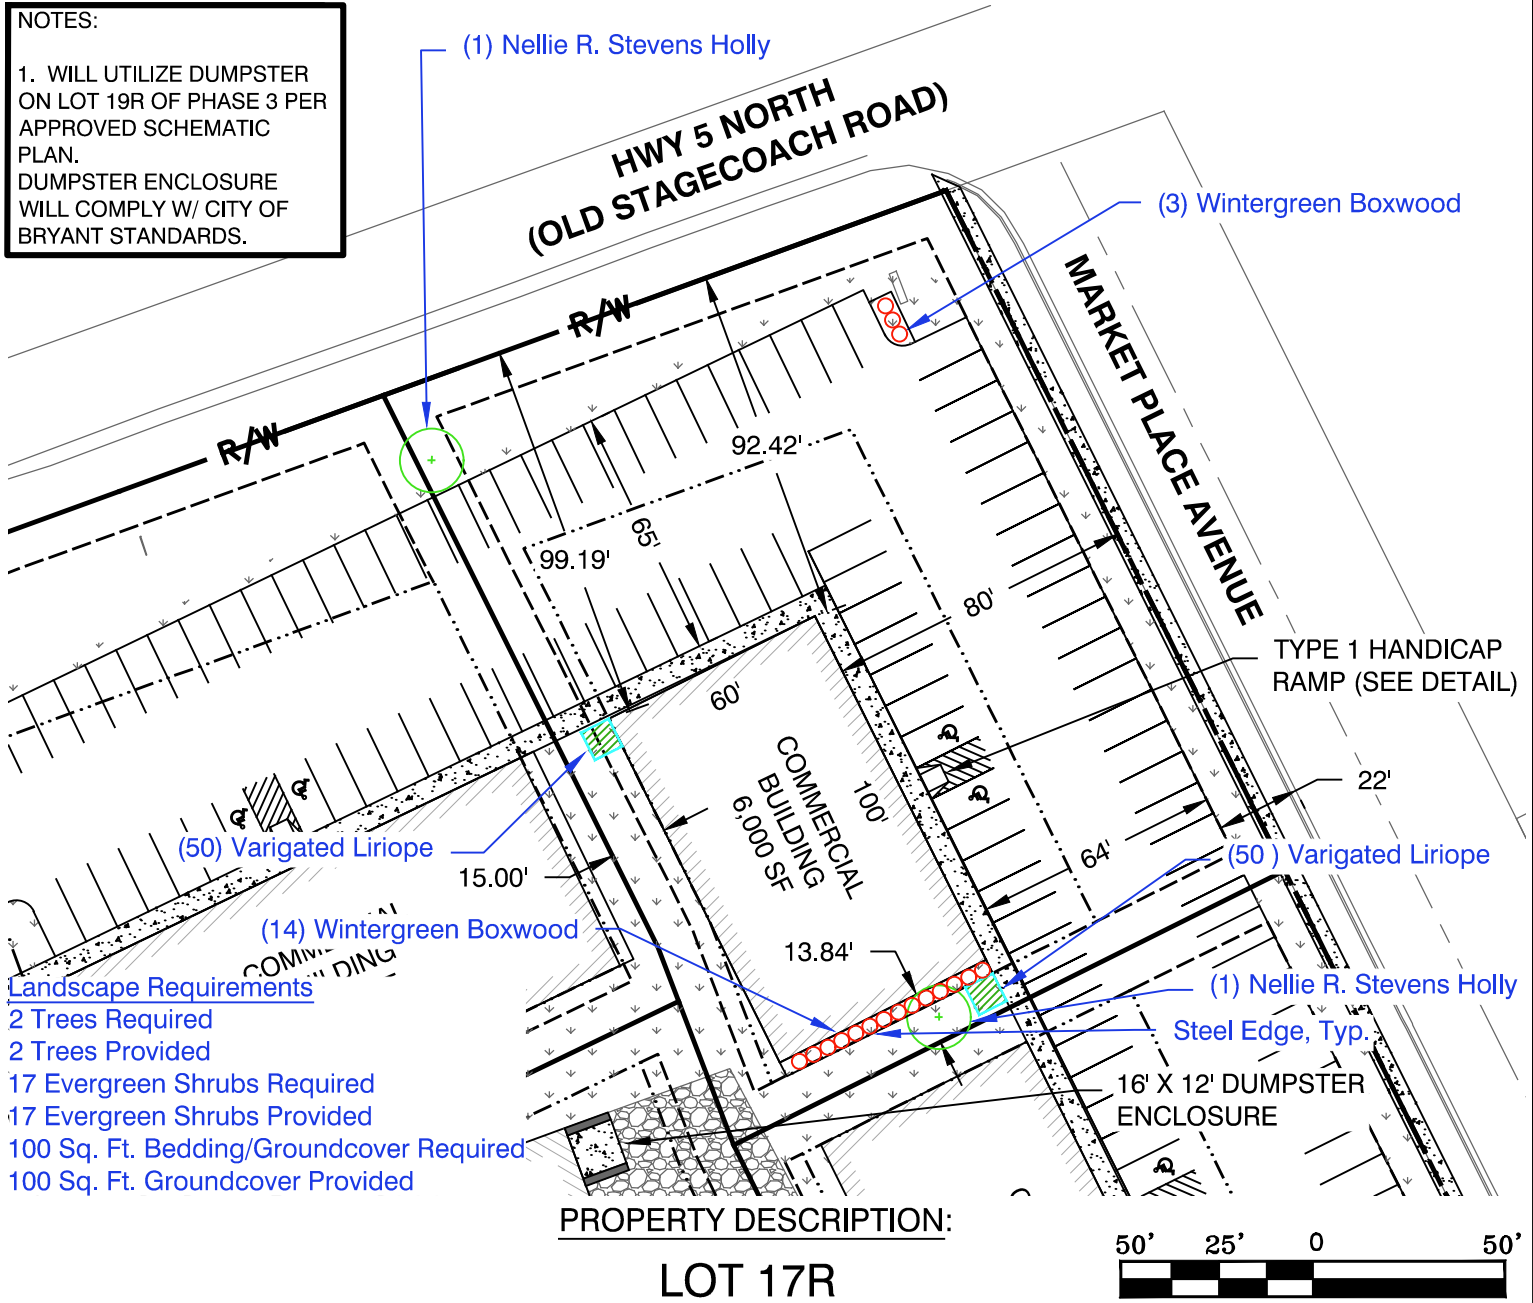 NOTES:
1. WILL UTILIZE DUMPSTER
ON LOT 19R OF PHASE 3 PER
APPROVED SCHEMATIC
PLAN.
DUMPSTER ENCLOSURE
WILL COMPLY W/ CITY OF
BRYANT STANDARDS.
(1) Nellie R. Stevens Holly
HWY 5 NORTH
(OLD STAGECOACH ROAD)
(3) Wintergreen Boxwood
MARKET PLACE AVENUE
R/W
R/W
92.42'
65'
99.19'
80'
TYPE 1 HANDICAP
RAMP (SEE DETAIL)
60'
COMMERCIAL
BUILDING
6,000 SF
100'
22'
(50) Varigated Liriope
15.00'
64'
(50 ) Varigated Liriope
(14) Wintergreen Boxwood
13.84'
(1) Nellie R. Stevens Holly
Steel Edge, Typ.
16' X 12' DUMPSTER
ENCLOSURE
Landscape Requirements
2 Trees Required
2 Trees Provided
17 Evergreen Shrubs Required
17 Evergreen Shrubs Provided
100 Sq. Ft. Bedding/Groundcover Required
100 Sq. Ft. Groundcover Provided
PROPERTY DESCRIPTION:
LOT 17R
50' 25' 0 50'